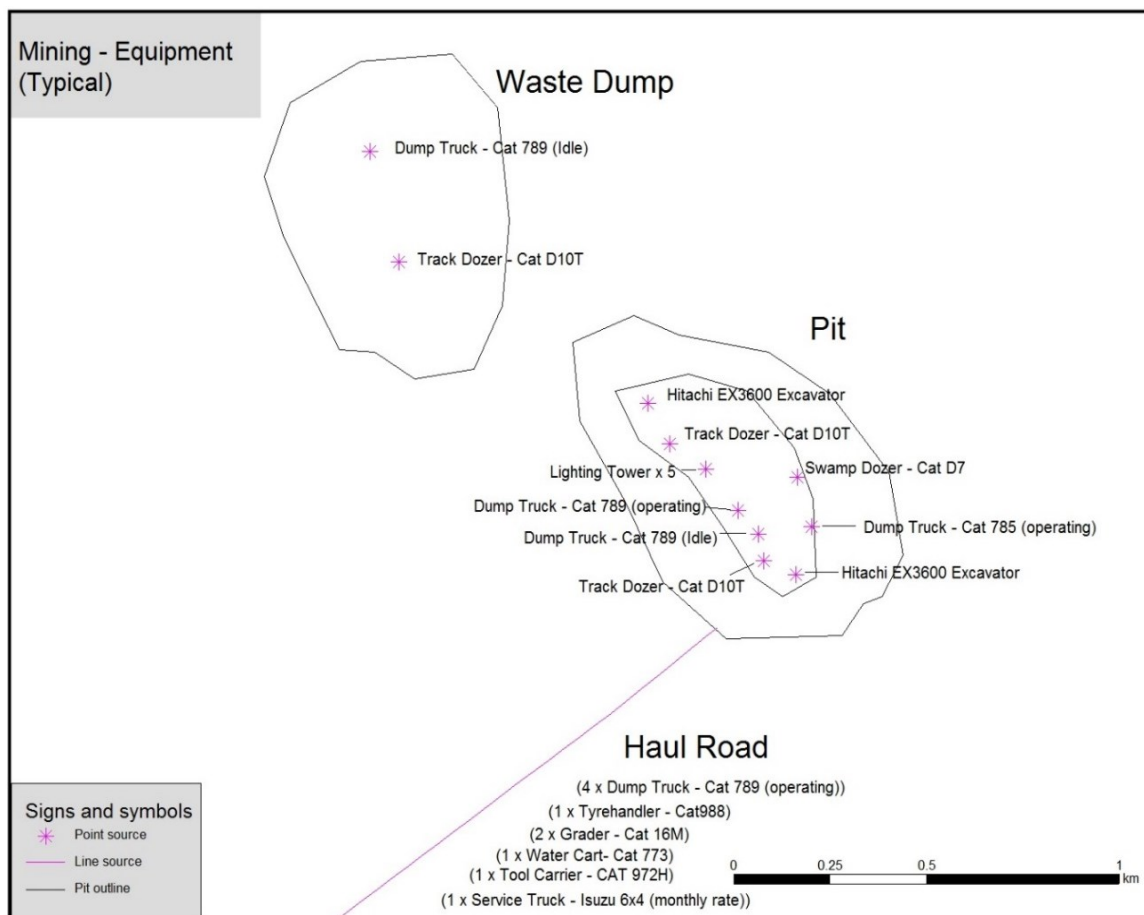 Mining - Equipment
(Typical)
Waste Dump
Dump Truck - Cat 789 (Idle)
Track Dozer - Cat D10T
Pit
Hitachi EX3600 Excavator
Track Dozer - Cat D10T
Lighting Tower x 5
Swamp Dozer - Cat D7
Dump Truck - Cat 789 (operating)
Dump Truck - Cat 785 (operating)
Dump Truck - Cat 789 (Idle)
Hitachi EX3600 Excavator
Track Dozer - Cat D10T
Haul Road
(4 x Dump Truck - Cat 789 (operating))
(1 x Tyrehandler - Cat988)
(2 x Grader - Cat 16M)
(1 x Water Cart- Cat 773)
(1 x Tool Carrier - CAT 972H)
(1 x Service Truck - Isuzu 6x4 (monthly rate))
Signs and symbols
Point source
Line source
Pit outline
0 0.25 0.5 1
km